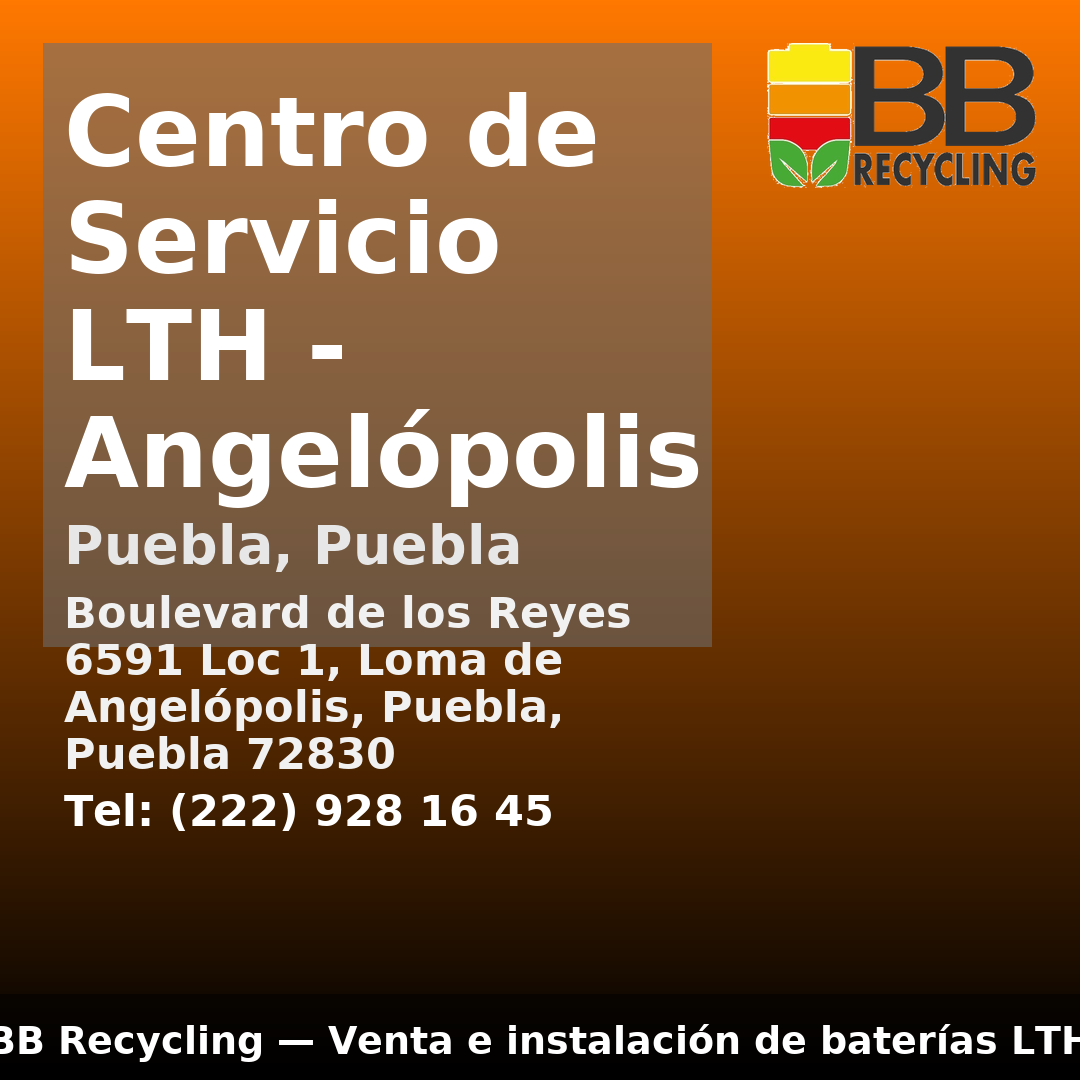 Centro de
Servicio
LTH -
Angelópolis
Puebla, Puebla
Boulevard de los Reyes
6591 Loc 1, Loma de
Angelópolis, Puebla,
Puebla 72830
Tel: (222) 928 16 45
BB
RECYCLING
BB Recycling — Venta e instalación de baterías LTH